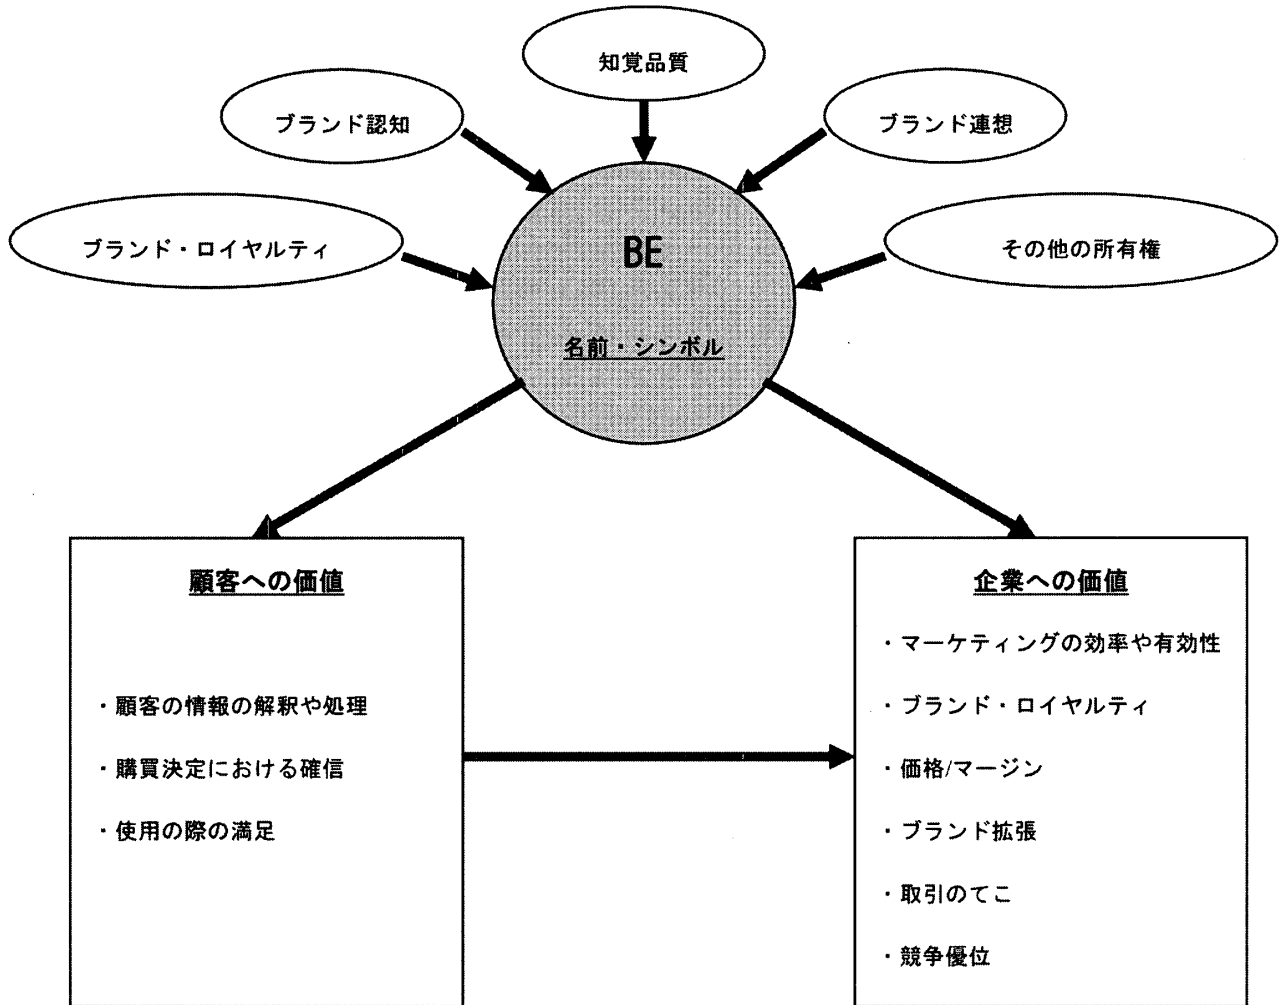 知覚品質
ブランド認知
ブランド連想
ブランド・ロイヤルティ
その他の所有権
BE
名前・シンボル
顧客への価値
・顧客の情報の解釈や処理
・購買決定における確信
・使用の際の満足
企業への価値
・マーケティングの効率や有効性
・ブランド・ロイヤルティ
・価格/マージン
・ブランド拡張
・取引のてこ
・競争優位